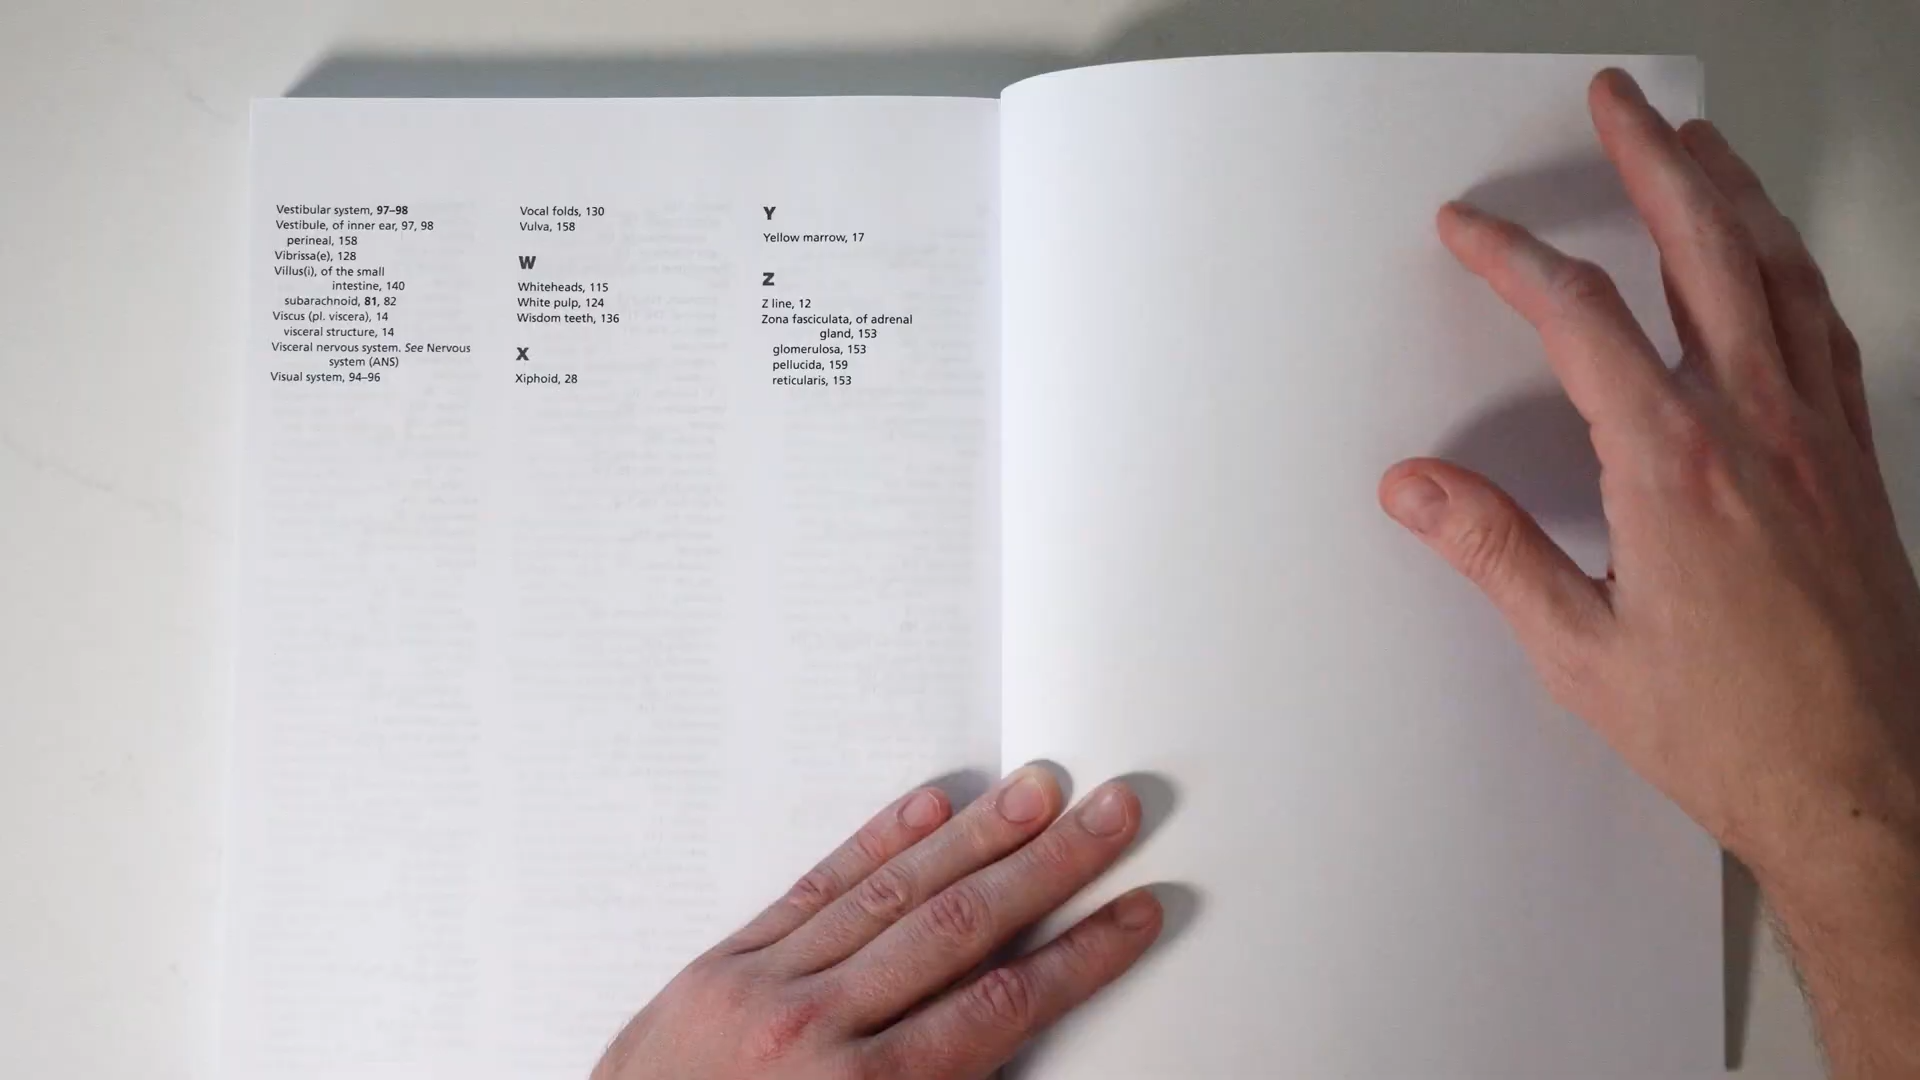 Vestibular system, 97–98
Vestibule, of inner ear, 97, 98
perineal, 158
Vibrissa(e), 128
Villus(i), of the small
intestine, 140
subarachnoid, 81, 82
Viscus (pl. viscera), 14
visceral structure, 14
Visceral nervous system. See Nervous
system (ANS)
Visual system, 94–96
Vocal folds, 130
Vulva, 158
W
Whiteheads, 115
White pulp, 124
Wisdom teeth, 136
X
Xiphoid, 28
Y
Yellow marrow, 17
Z
Z line, 12
Zona fasciculata, of adrenal
gland, 153
glomerulosa, 153
pellucida, 159
reticularis, 153